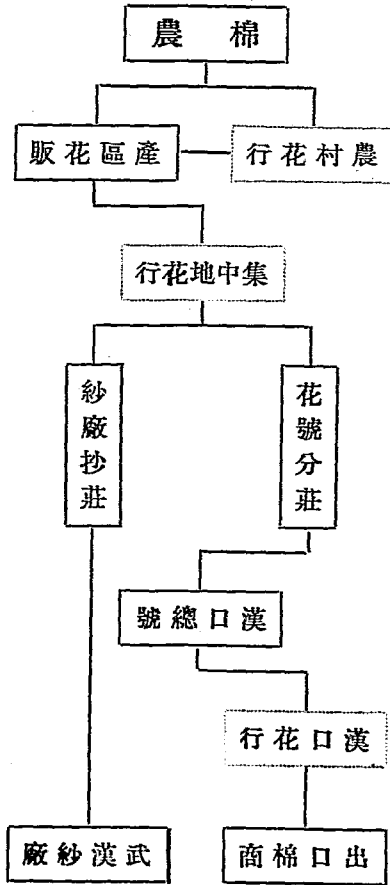 棉農
農村花行
產區花販
集中地花行
花號分莊
紗廠抄莊
漢口總號
漢口花行
出口棉商
武漢紗廠